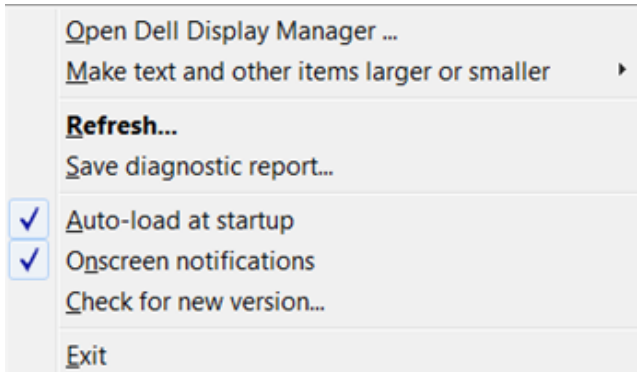 Open Dell Display Manager ...
Make text and other items larger or smaller
Refresh...
Save diagnostic report...
Auto-load at startup
Onscreen notifications
Check for new version...
Exit